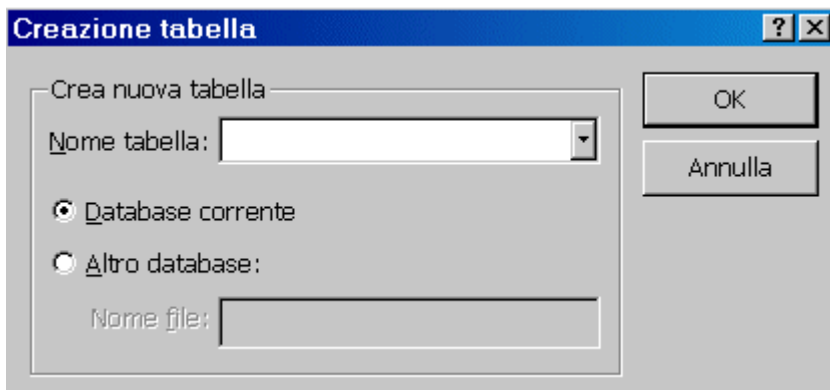 Creazione tabella
Crea nuova tabella
Nome tabella:
Database corrente
Altro database:
Nome file:
OK
Annulla